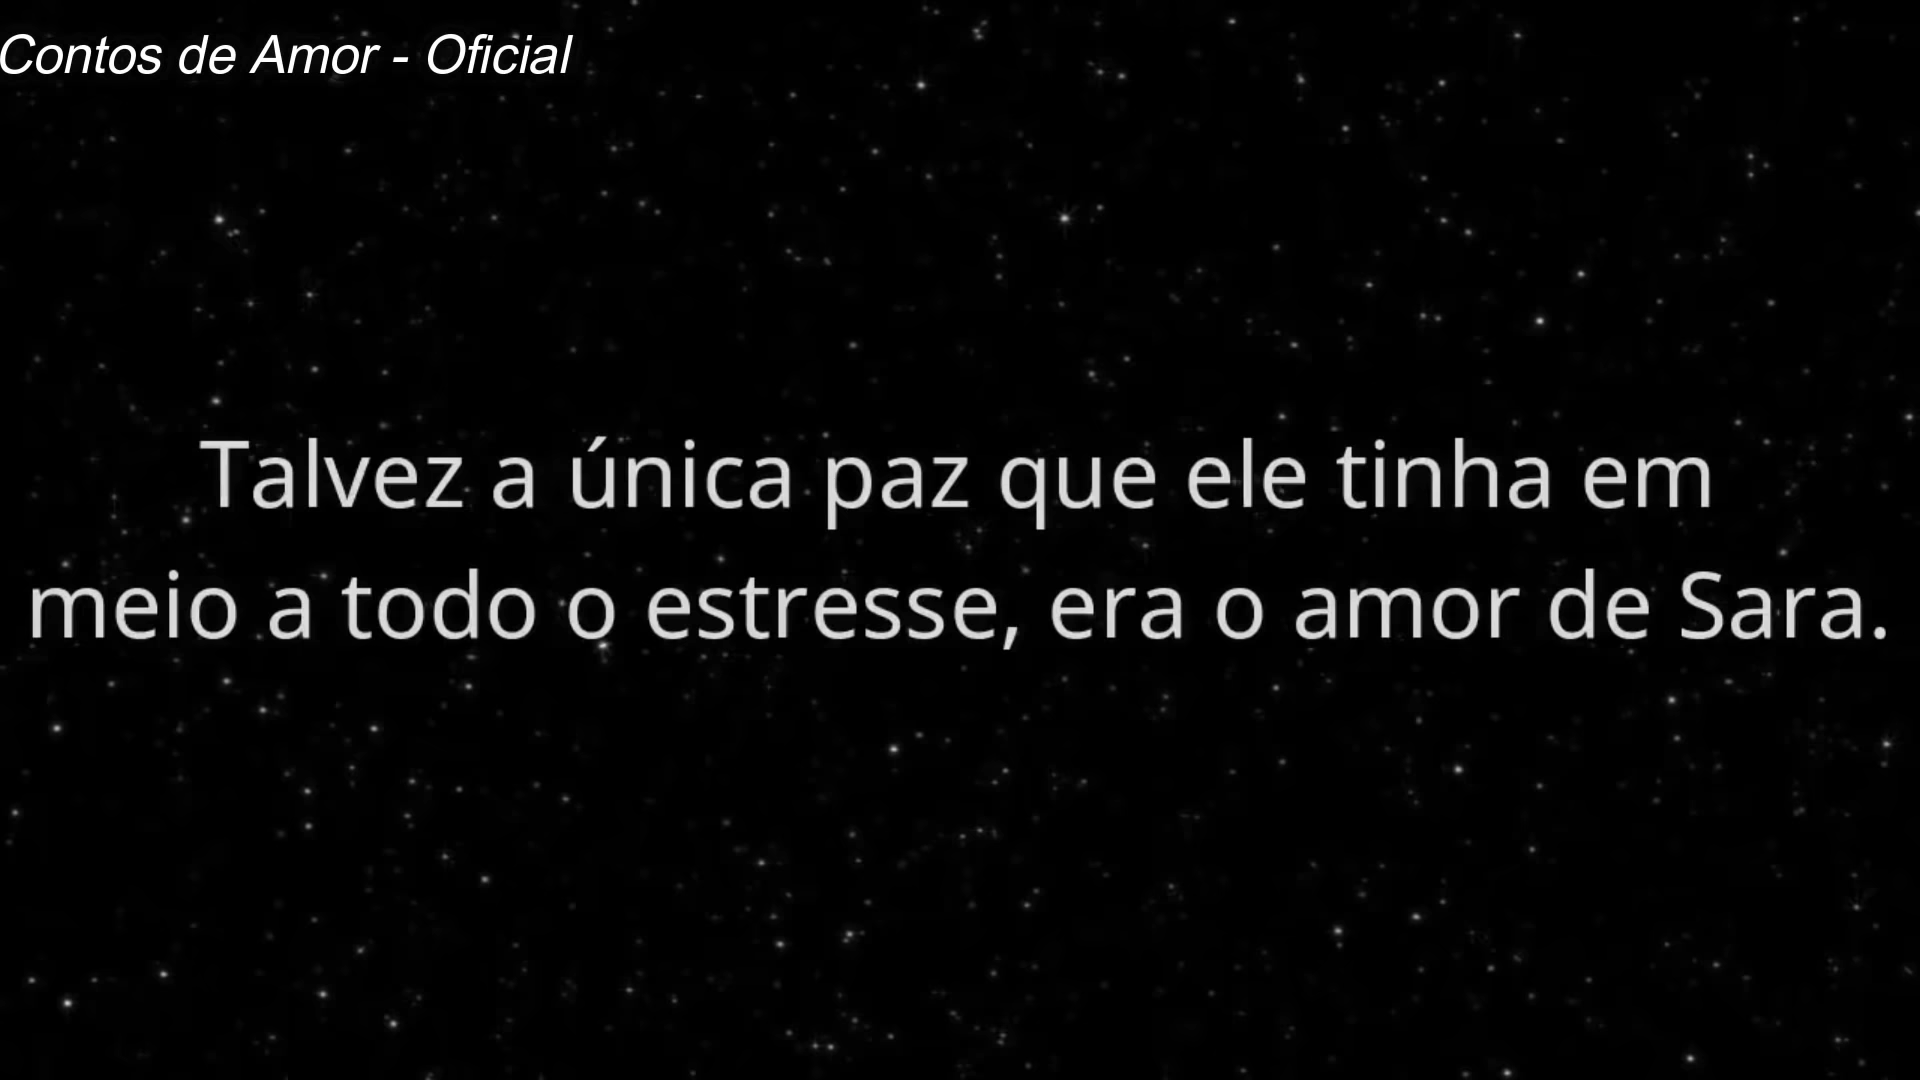 Contos de Amor - Oficial
Talvez a única paz que ele tinha em
meio a todo o estresse, era o amor de Sara.